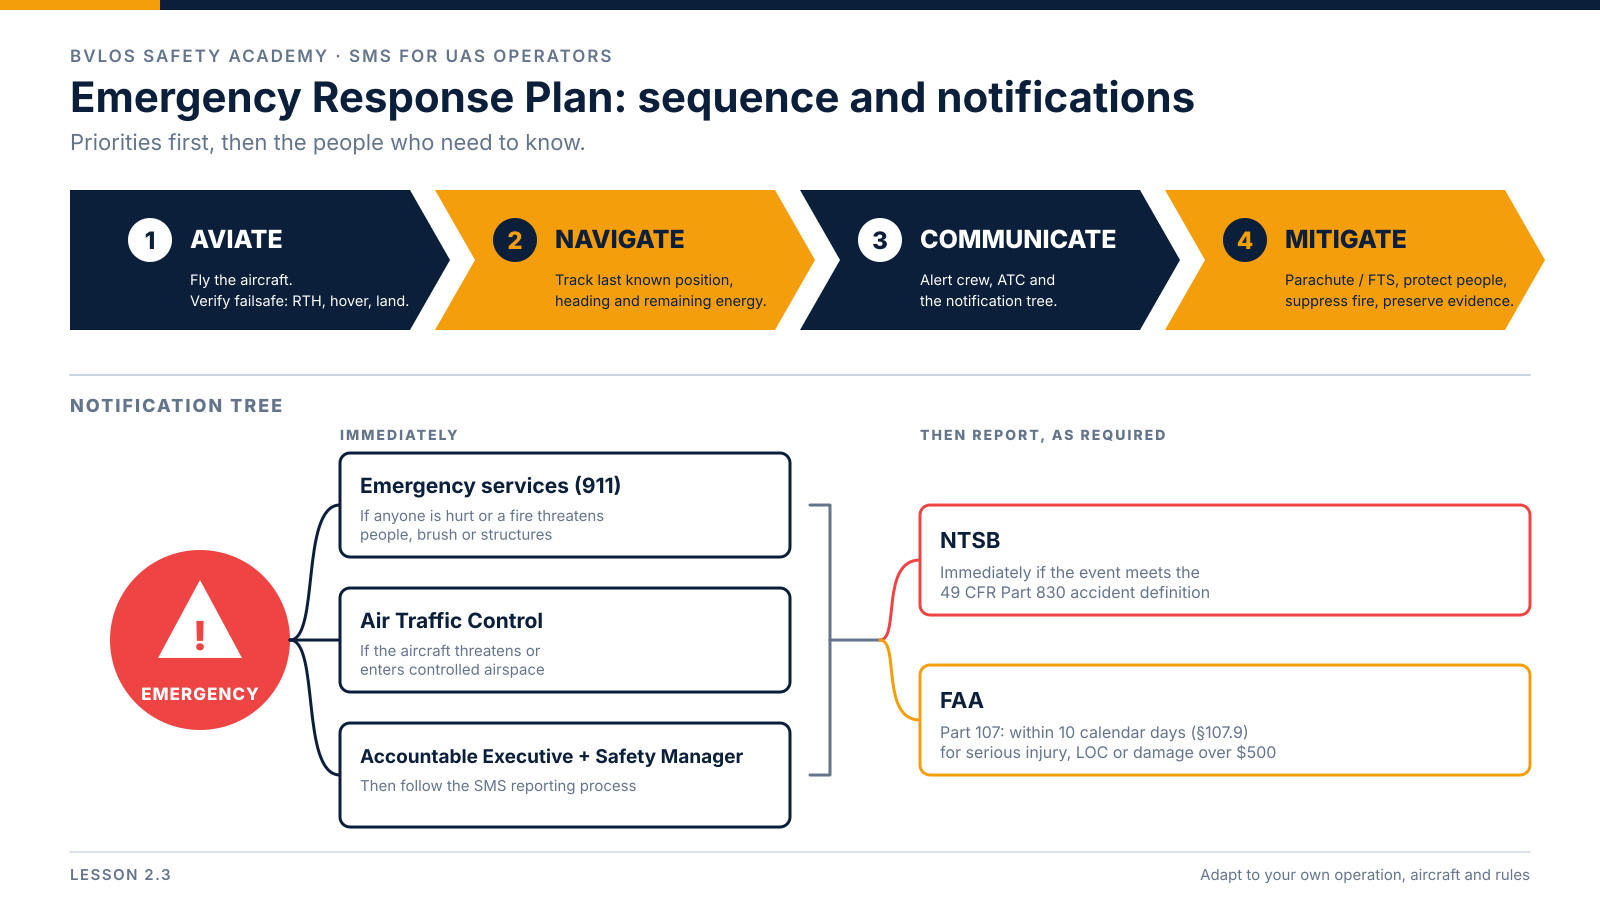 BVLOS SAFETY ACADEMY · SMS FOR UAS OPERATORS
Emergency Response Plan: sequence and notifications
Priorities first, then the people who need to know.
1 AVIATE
Fly the aircraft.
Verify failsafe: RTH, hover, land.
2 NAVIGATE
Track last known position,
heading and remaining energy.
3 COMMUNICATE
Alert crew, ATC and
the notification tree.
4 MITIGATE
Parachute / FTS, protect people,
suppress fire, preserve evidence.
NOTIFICATION TREE
! EMERGENCY
IMMEDIATELY
Emergency services (911)
If anyone is hurt or a fire threatens
people, brush or structures
Air Traffic Control
If the aircraft threatens or
enters controlled airspace
Accountable Executive + Safety Manager
Then follow the SMS reporting process
THEN REPORT, AS REQUIRED
NTSB
Immediately if the event meets the
49 CFR Part 830 accident definition
FAA
Part 107: within 10 calendar days (§107.9)
for serious injury, LOC or damage over $500
LESSON 2.3
Adapt to your own operation, aircraft and rules